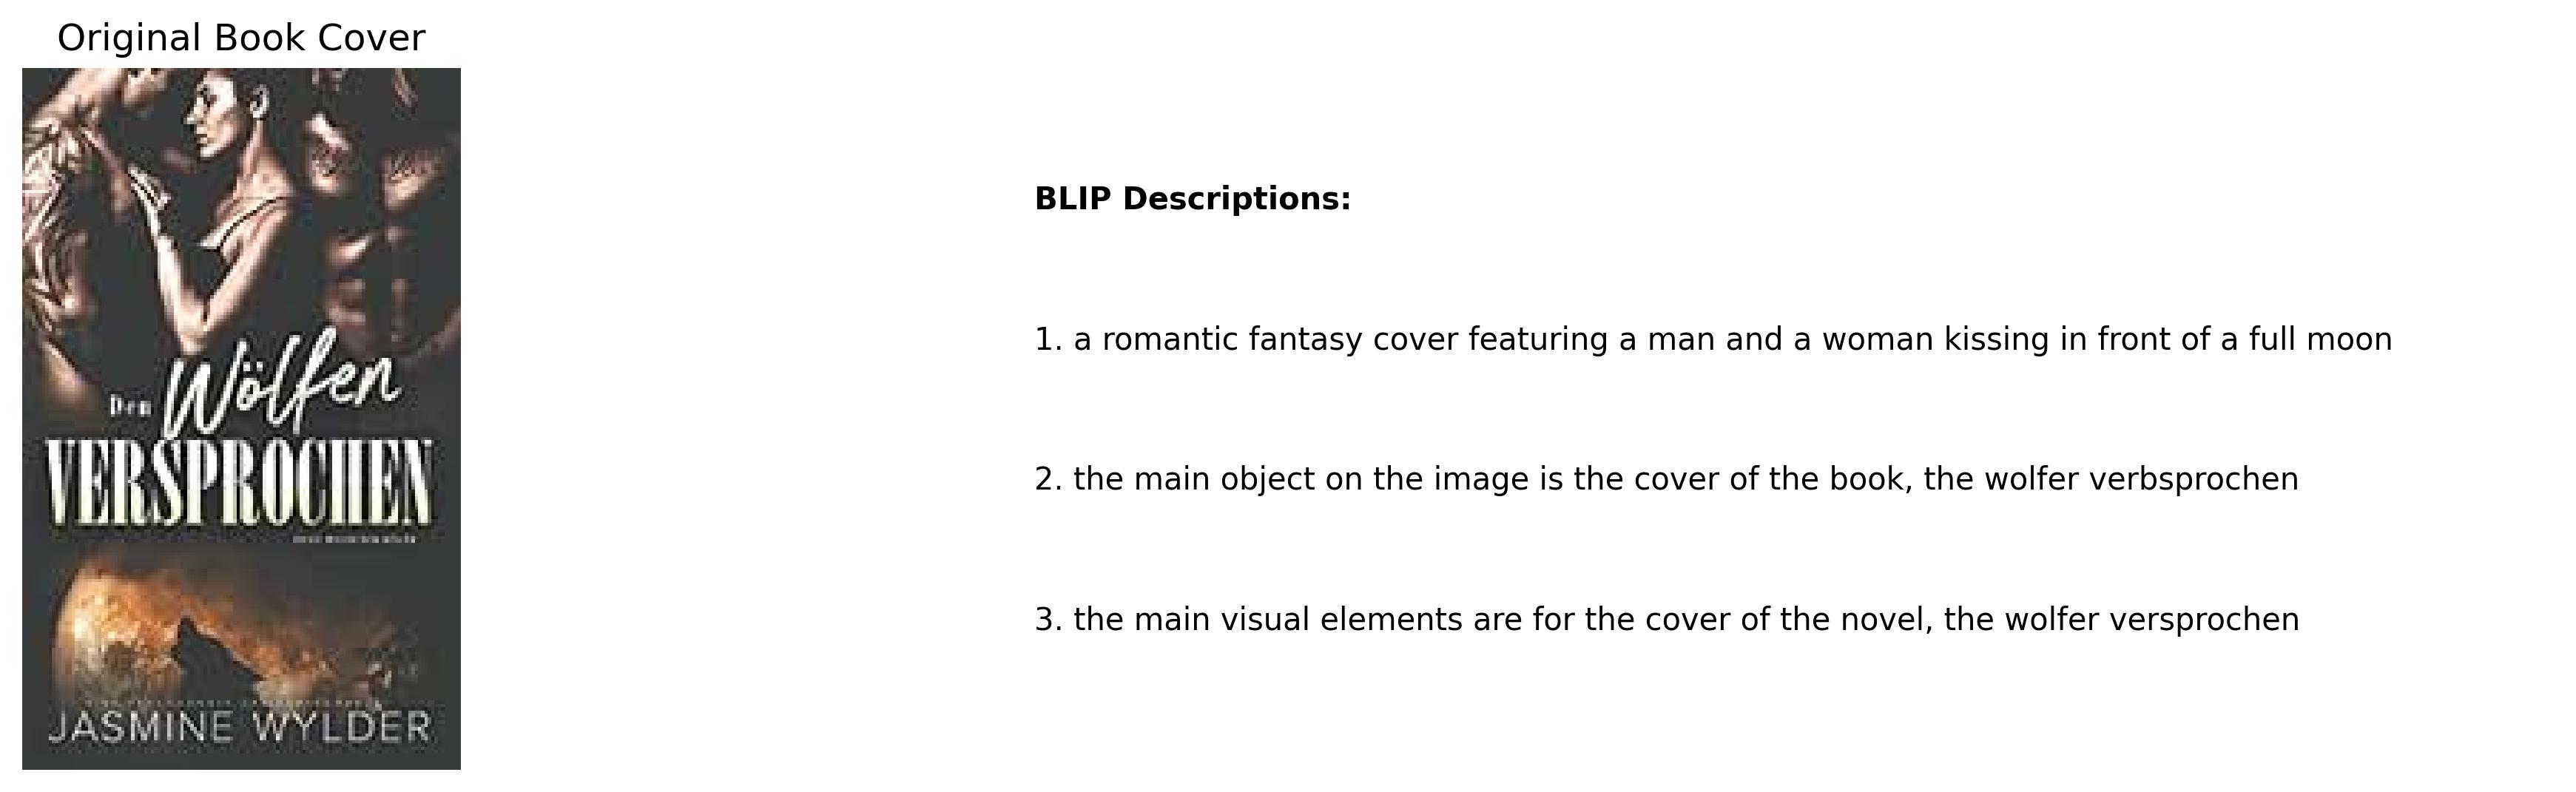 Original Book Cover
Den Wölfen
VERSPROCHEN
JASMINE WYLDER
BLIP Descriptions:
1. a romantic fantasy cover featuring a man and a woman kissing in front of a full moon
2. the main object on the image is the cover of the book, the wolfer verbsprochen
3. the main visual elements are for the cover of the novel, the wolfer versprochen